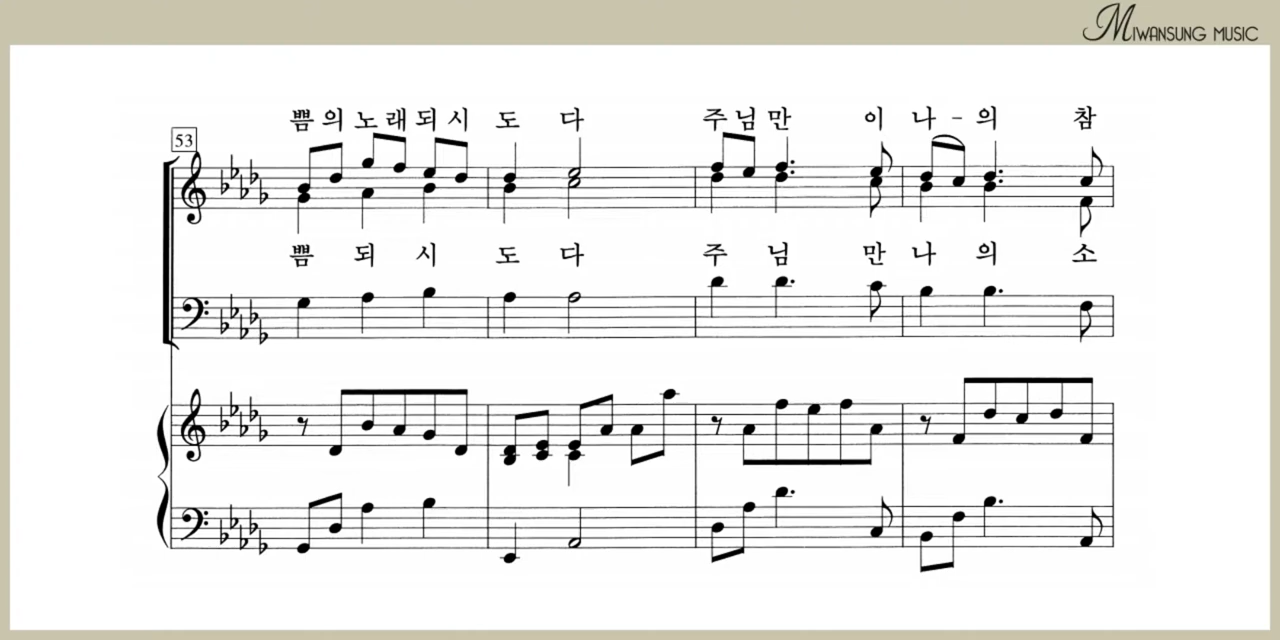 MIWANSUNG MUSIC
쁨의노래되시 도 다 주님만 이 나-의 참
53
쁨 되 시 도 다 주 님 만 나 의 소